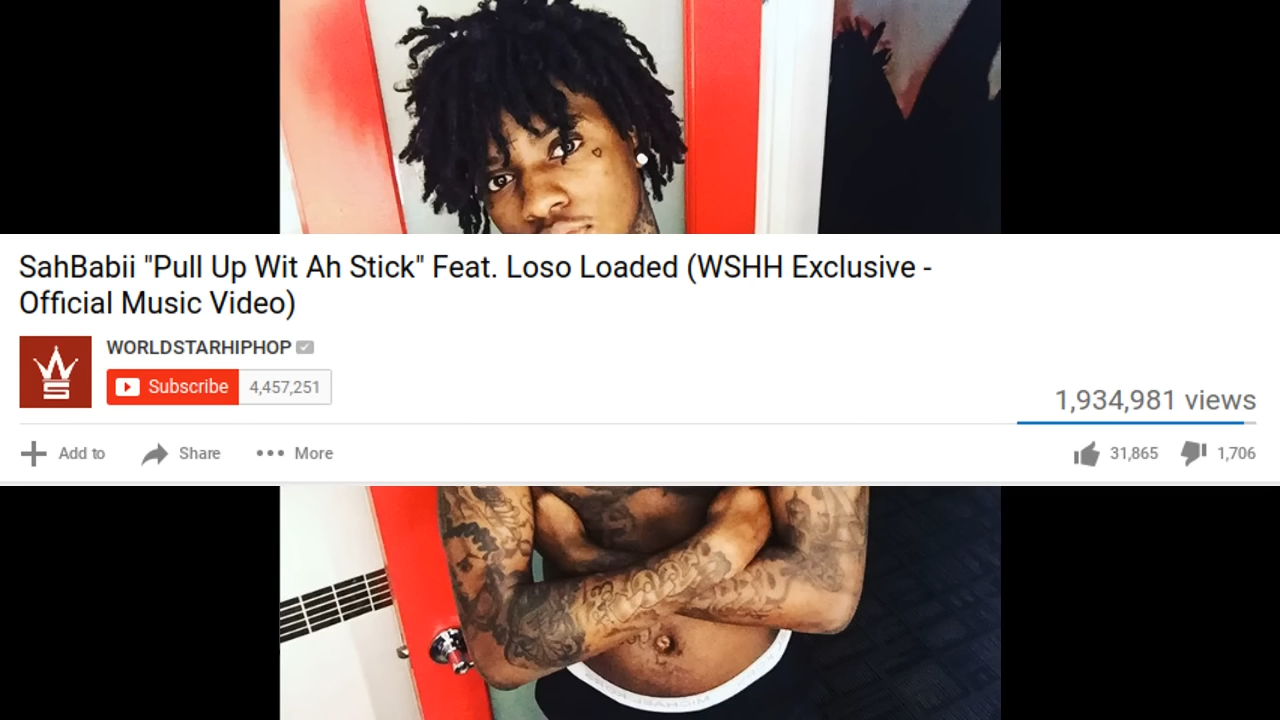 SahBabii "Pull Up Wit Ah Stick" Feat. Loso Loaded (WSHH Exclusive -
Official Music Video)
WORLDSTARHIPHOP
Subscribe 4,457,251
1,934,981 views
Add to Share More 31,865 1,706